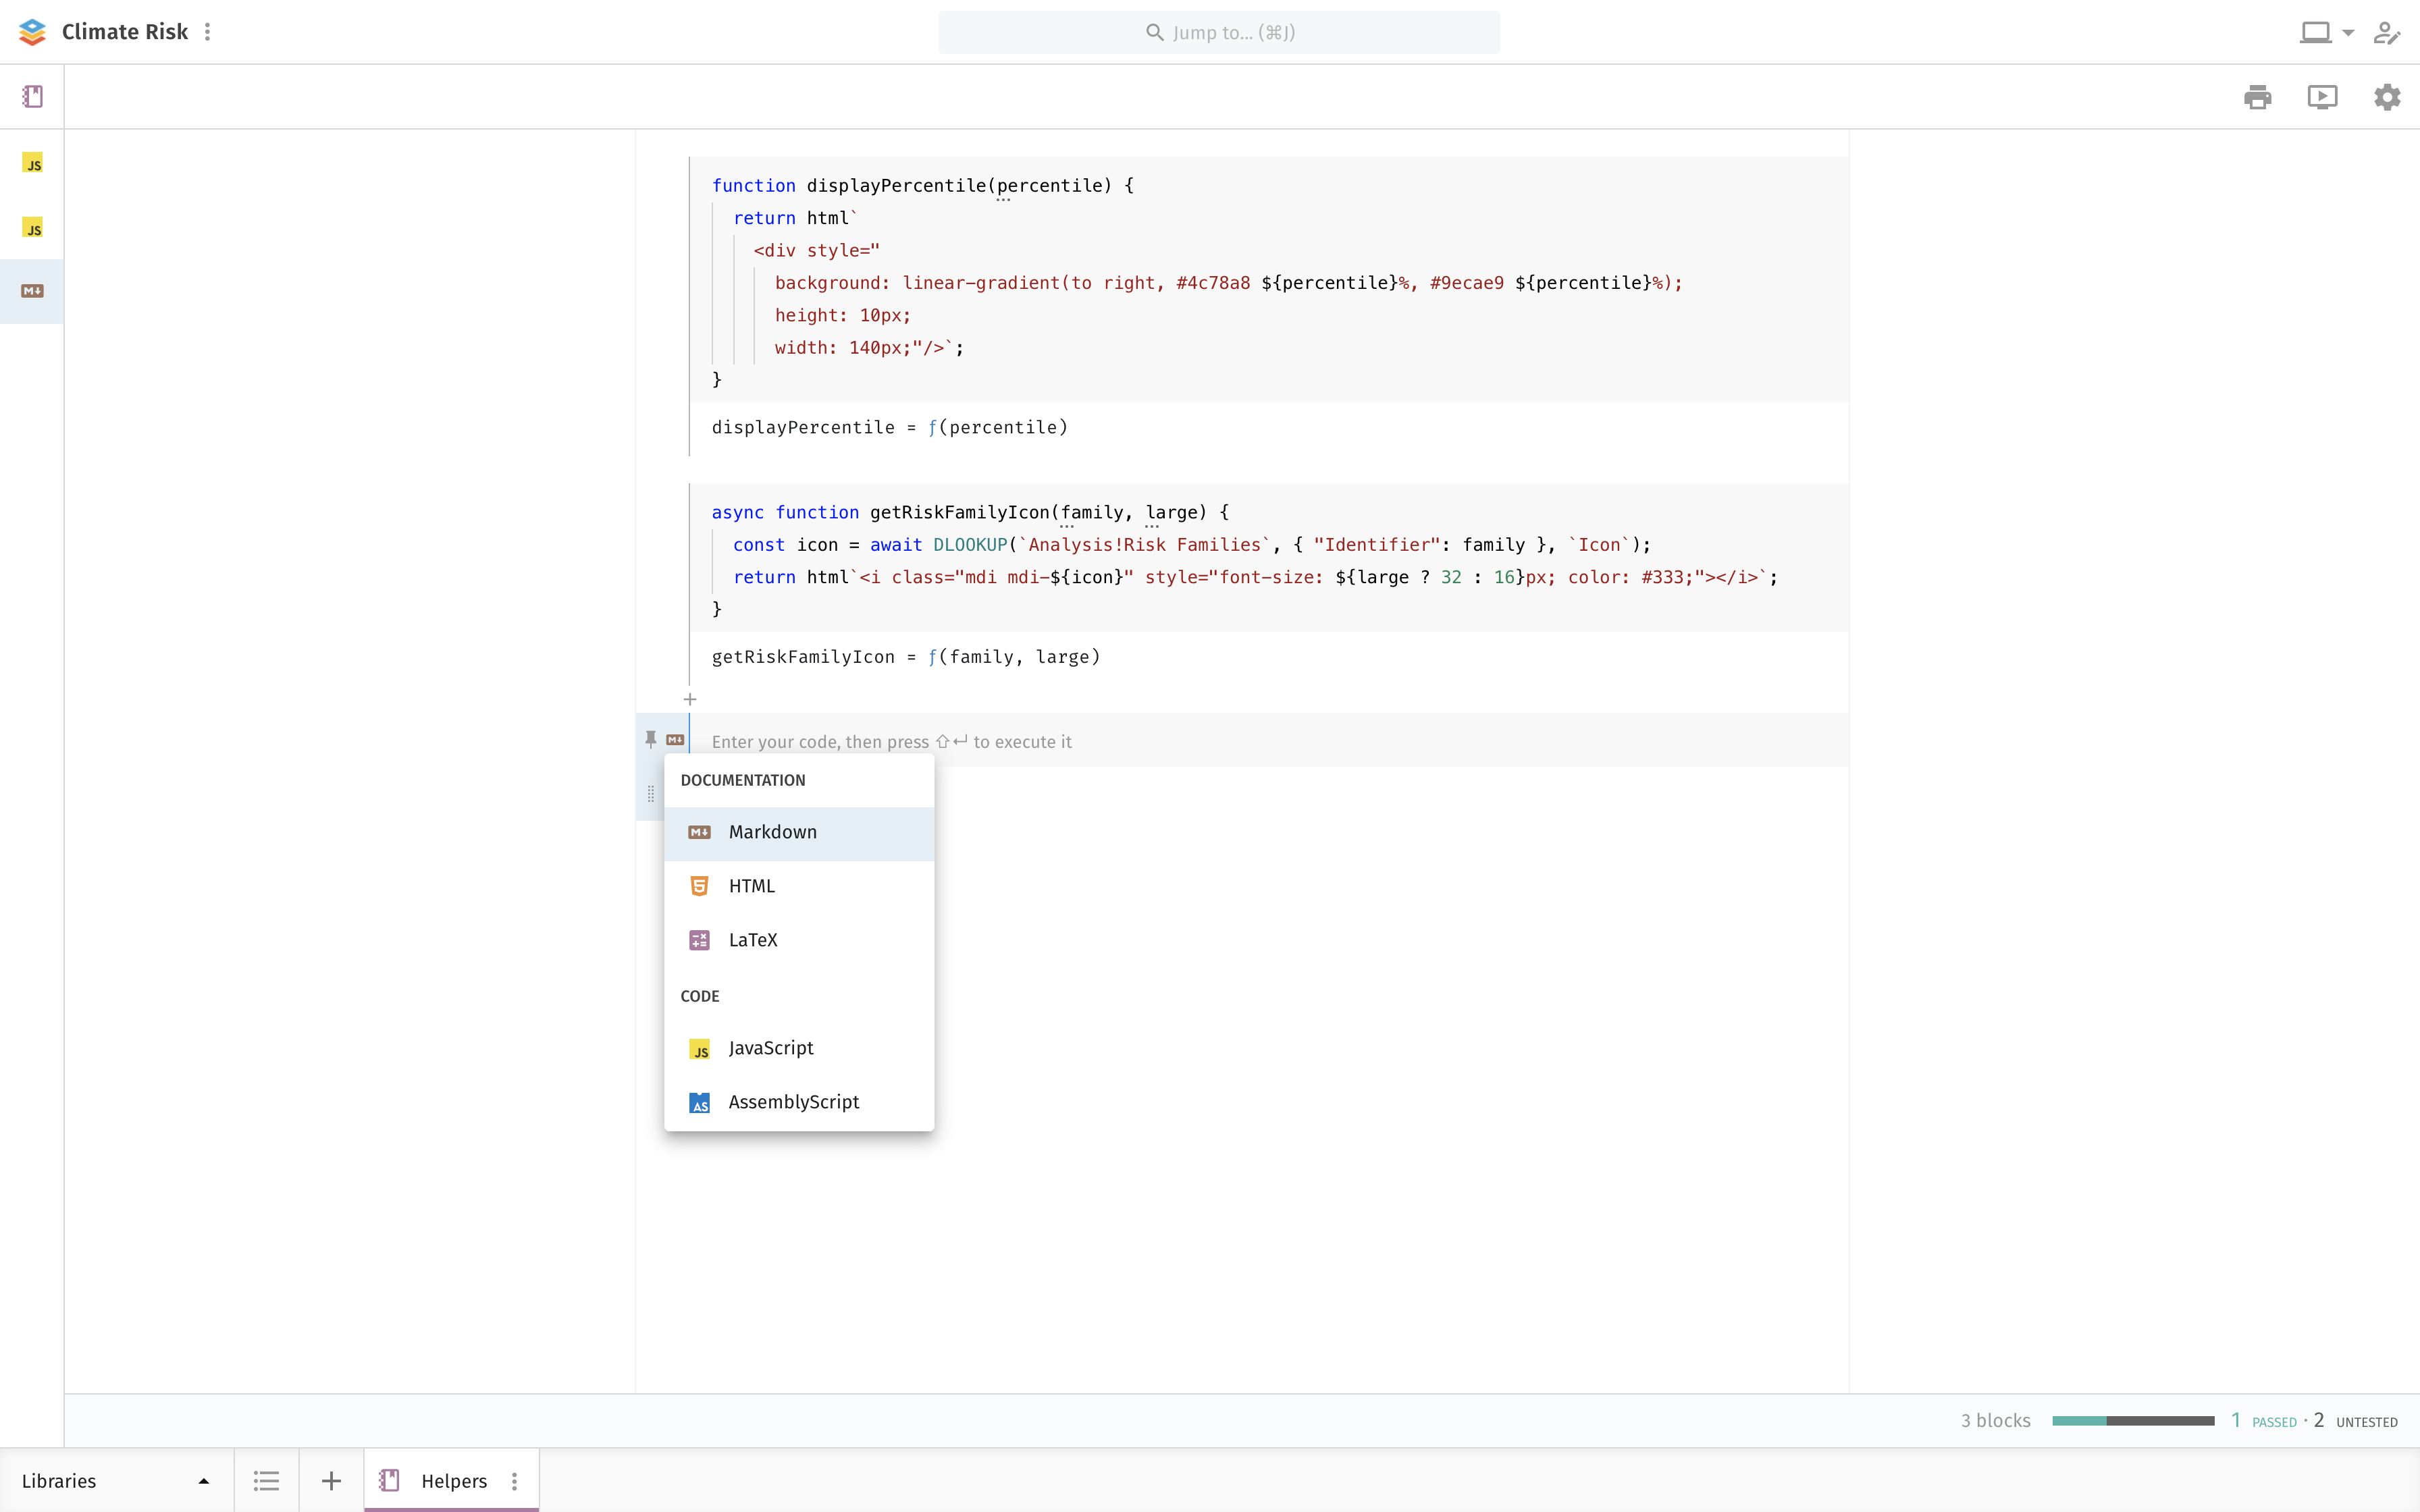 Climate Risk
Jump to... (⌘J)
JS
JS
M↓
function displayPercentile(percentile) {
return html`
<div style="
background: linear-gradient(to right, #4c78a8 ${percentile}%, #9ecae9 ${percentile}%);
height: 10px;
width: 140px;"/>`;
}
displayPercentile = ƒ(percentile)
async function getRiskFamilyIcon(family, large) {
const icon = await DLOOKUP(`Analysis!Risk Families`, { "Identifier": family }, `Icon`);
return html`<i class="mdi mdi-${icon}" style="font-size: ${large ? 32 : 16}px; color: #333;"></i>`;
}
getRiskFamilyIcon = ƒ(family, large)
M↓
Enter your code, then press ⇧↵ to execute it
DOCUMENTATION
M↓ Markdown
5 HTML
LaTeX
CODE
JS JavaScript
AS AssemblyScript
3 blocks 1 PASSED · 2 UNTESTED
Libraries
Helpers